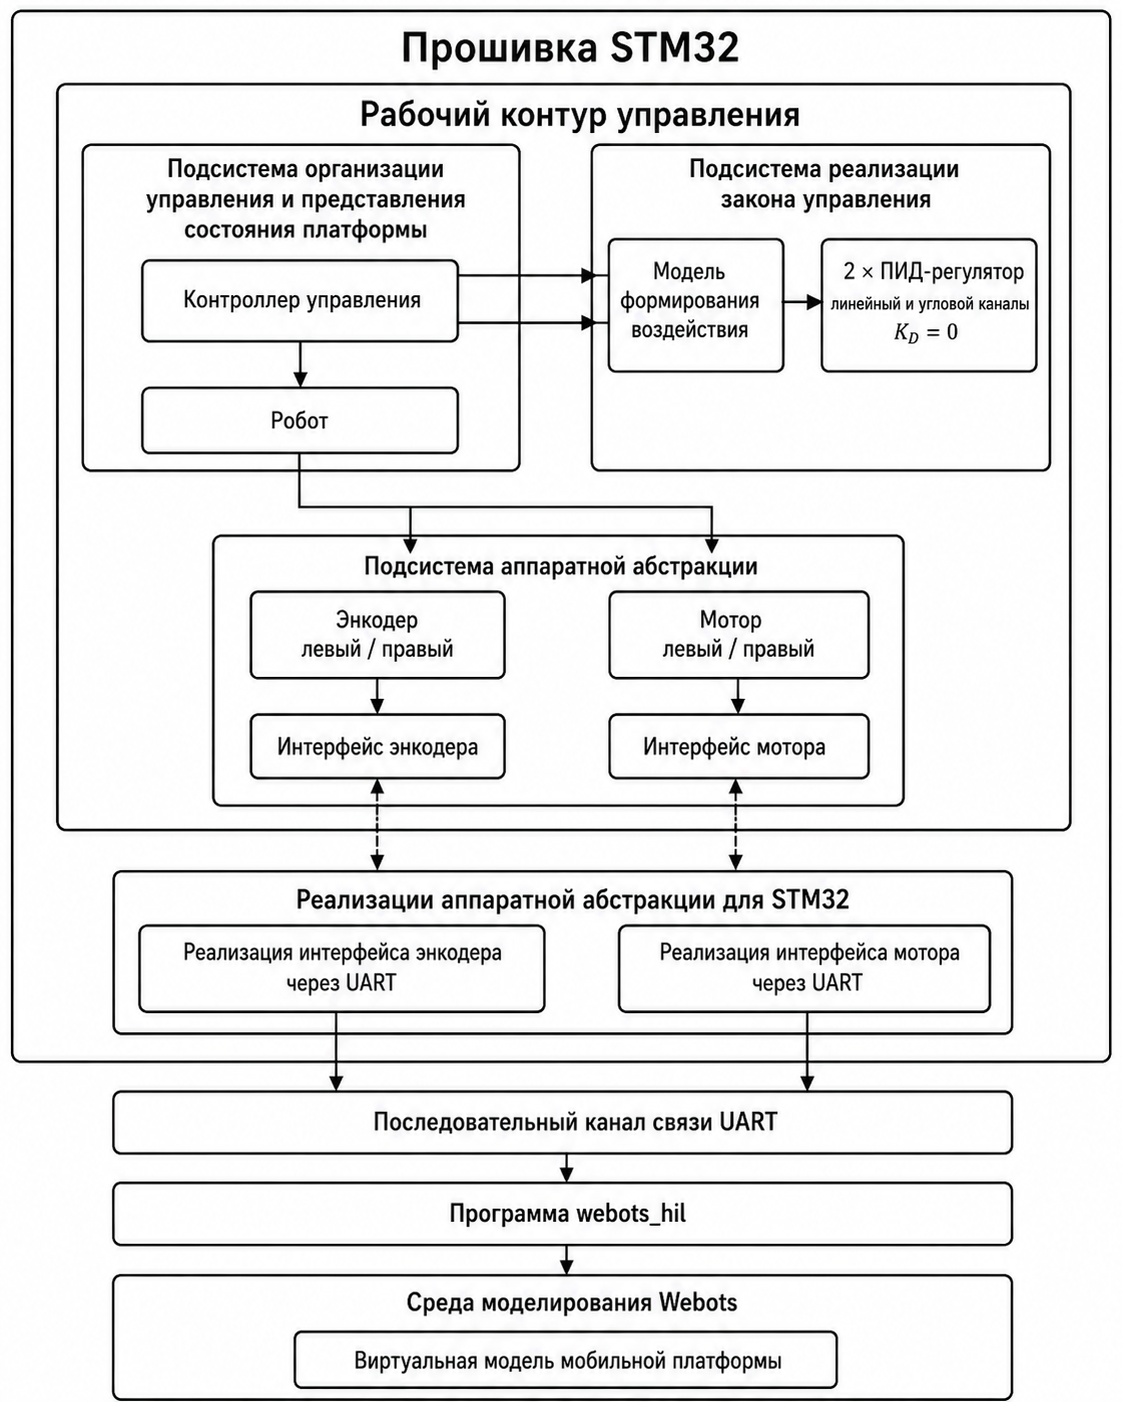 Прошивка STM32
Рабочий контур управления
Подсистема организации
управления и представления
состояния платформы
Контроллер управления
Робот
Подсистема реализации
закона управления
Модель
формирования
воздействия
2 × ПИД-регулятор
линейный и угловой каналы
K_D = 0
Подсистема аппаратной абстракции
Энкодер
левый / правый
Мотор
левый / правый
Интерфейс энкодера
Интерфейс мотора
Реализации аппаратной абстракции для STM32
Реализация интерфейса энкодера
через UART
Реализация интерфейса мотора
через UART
Последовательный канал связи UART
Программа webots_hil
Среда моделирования Webots
Виртуальная модель мобильной платформы